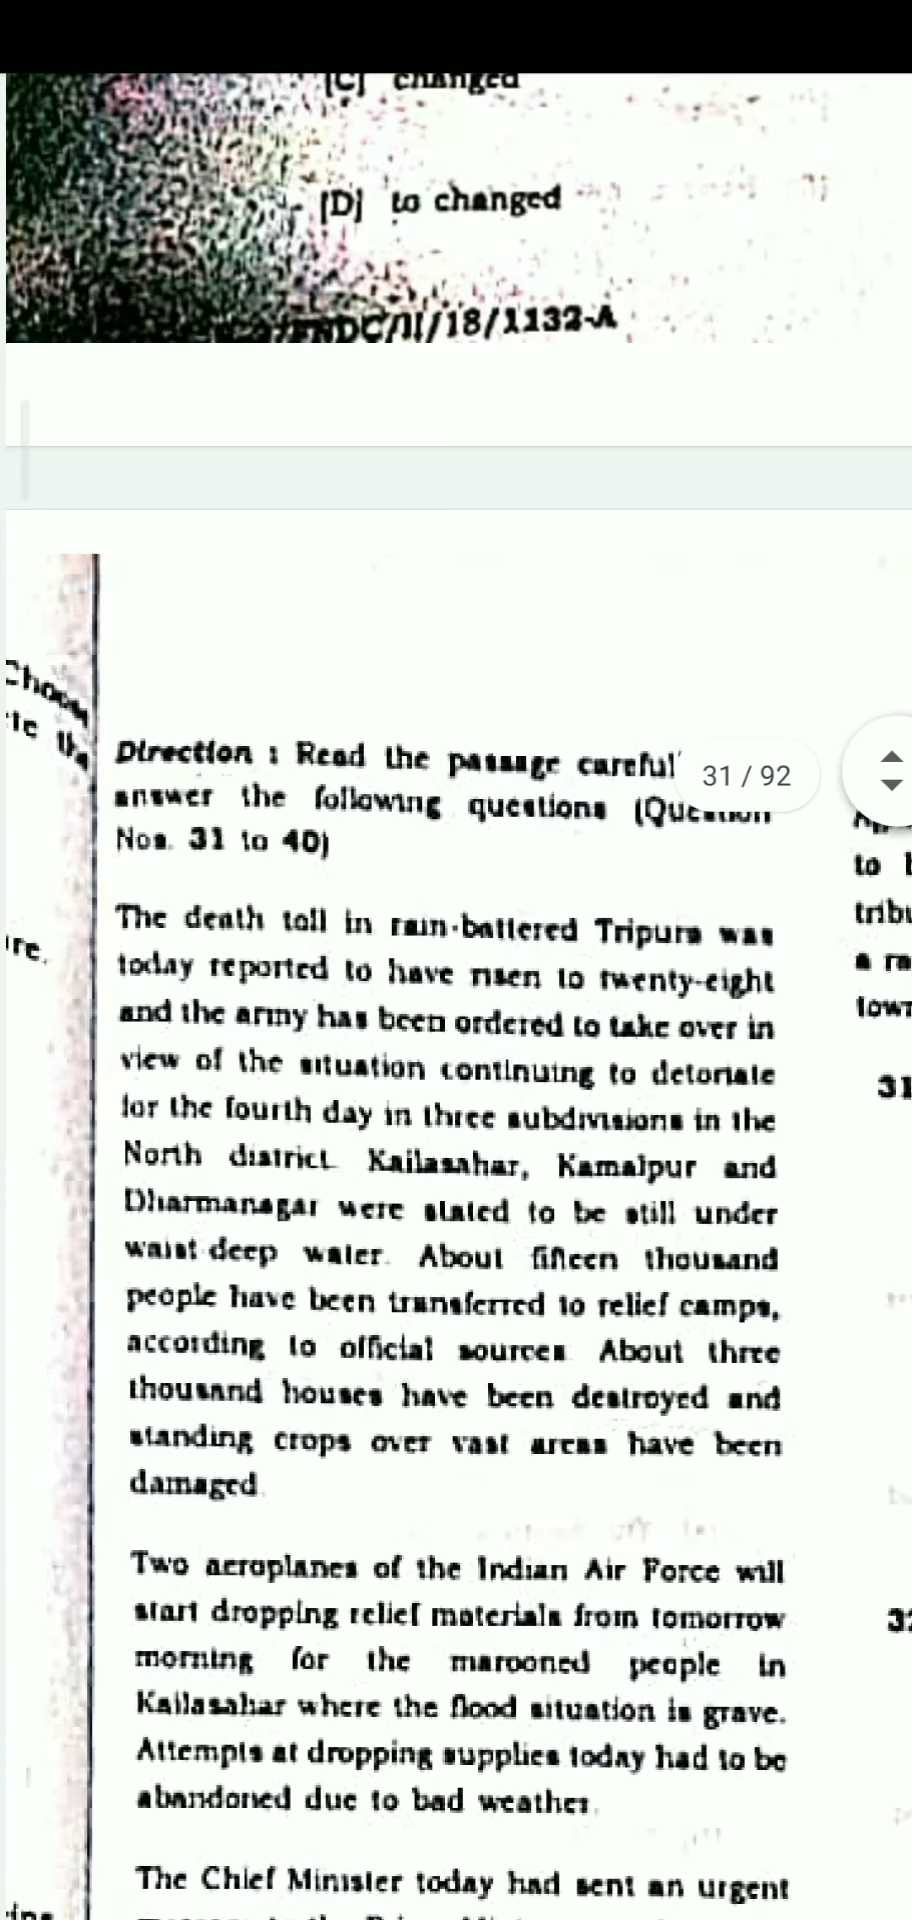 [C] changed
[D] to changed
/18/1132-A
Choose
the
re.
Direction : Read the passage careful
31 / 92
answer the following questions (Question
Nos. 31 to 40)
The death toll in rain-battered Tripura was
today reported to have risen to twenty-eight
and the army has been ordered to take over in
view of the situation continuing to detoriate
for the fourth day in three subdivisions in the
North district. Kailasahar, Kamalpur and
Dharmanagar were stated to be still under
waist-deep water. About fifteen thousand
people have been transferred to relief camps,
according to official sources. About three
thousand houses have been destroyed and
standing crops over vast areas have been
damaged.
Two aeroplanes of the Indian Air Force will
start dropping relief materials from tomorrow
morning for the marooned people in
Kailasahar where the flood situation is grave.
Attempts at dropping supplies today had to be
abandoned due to bad weather.
The Chief Minister today had sent an urgent
to
tribu
a ra
town
31
32